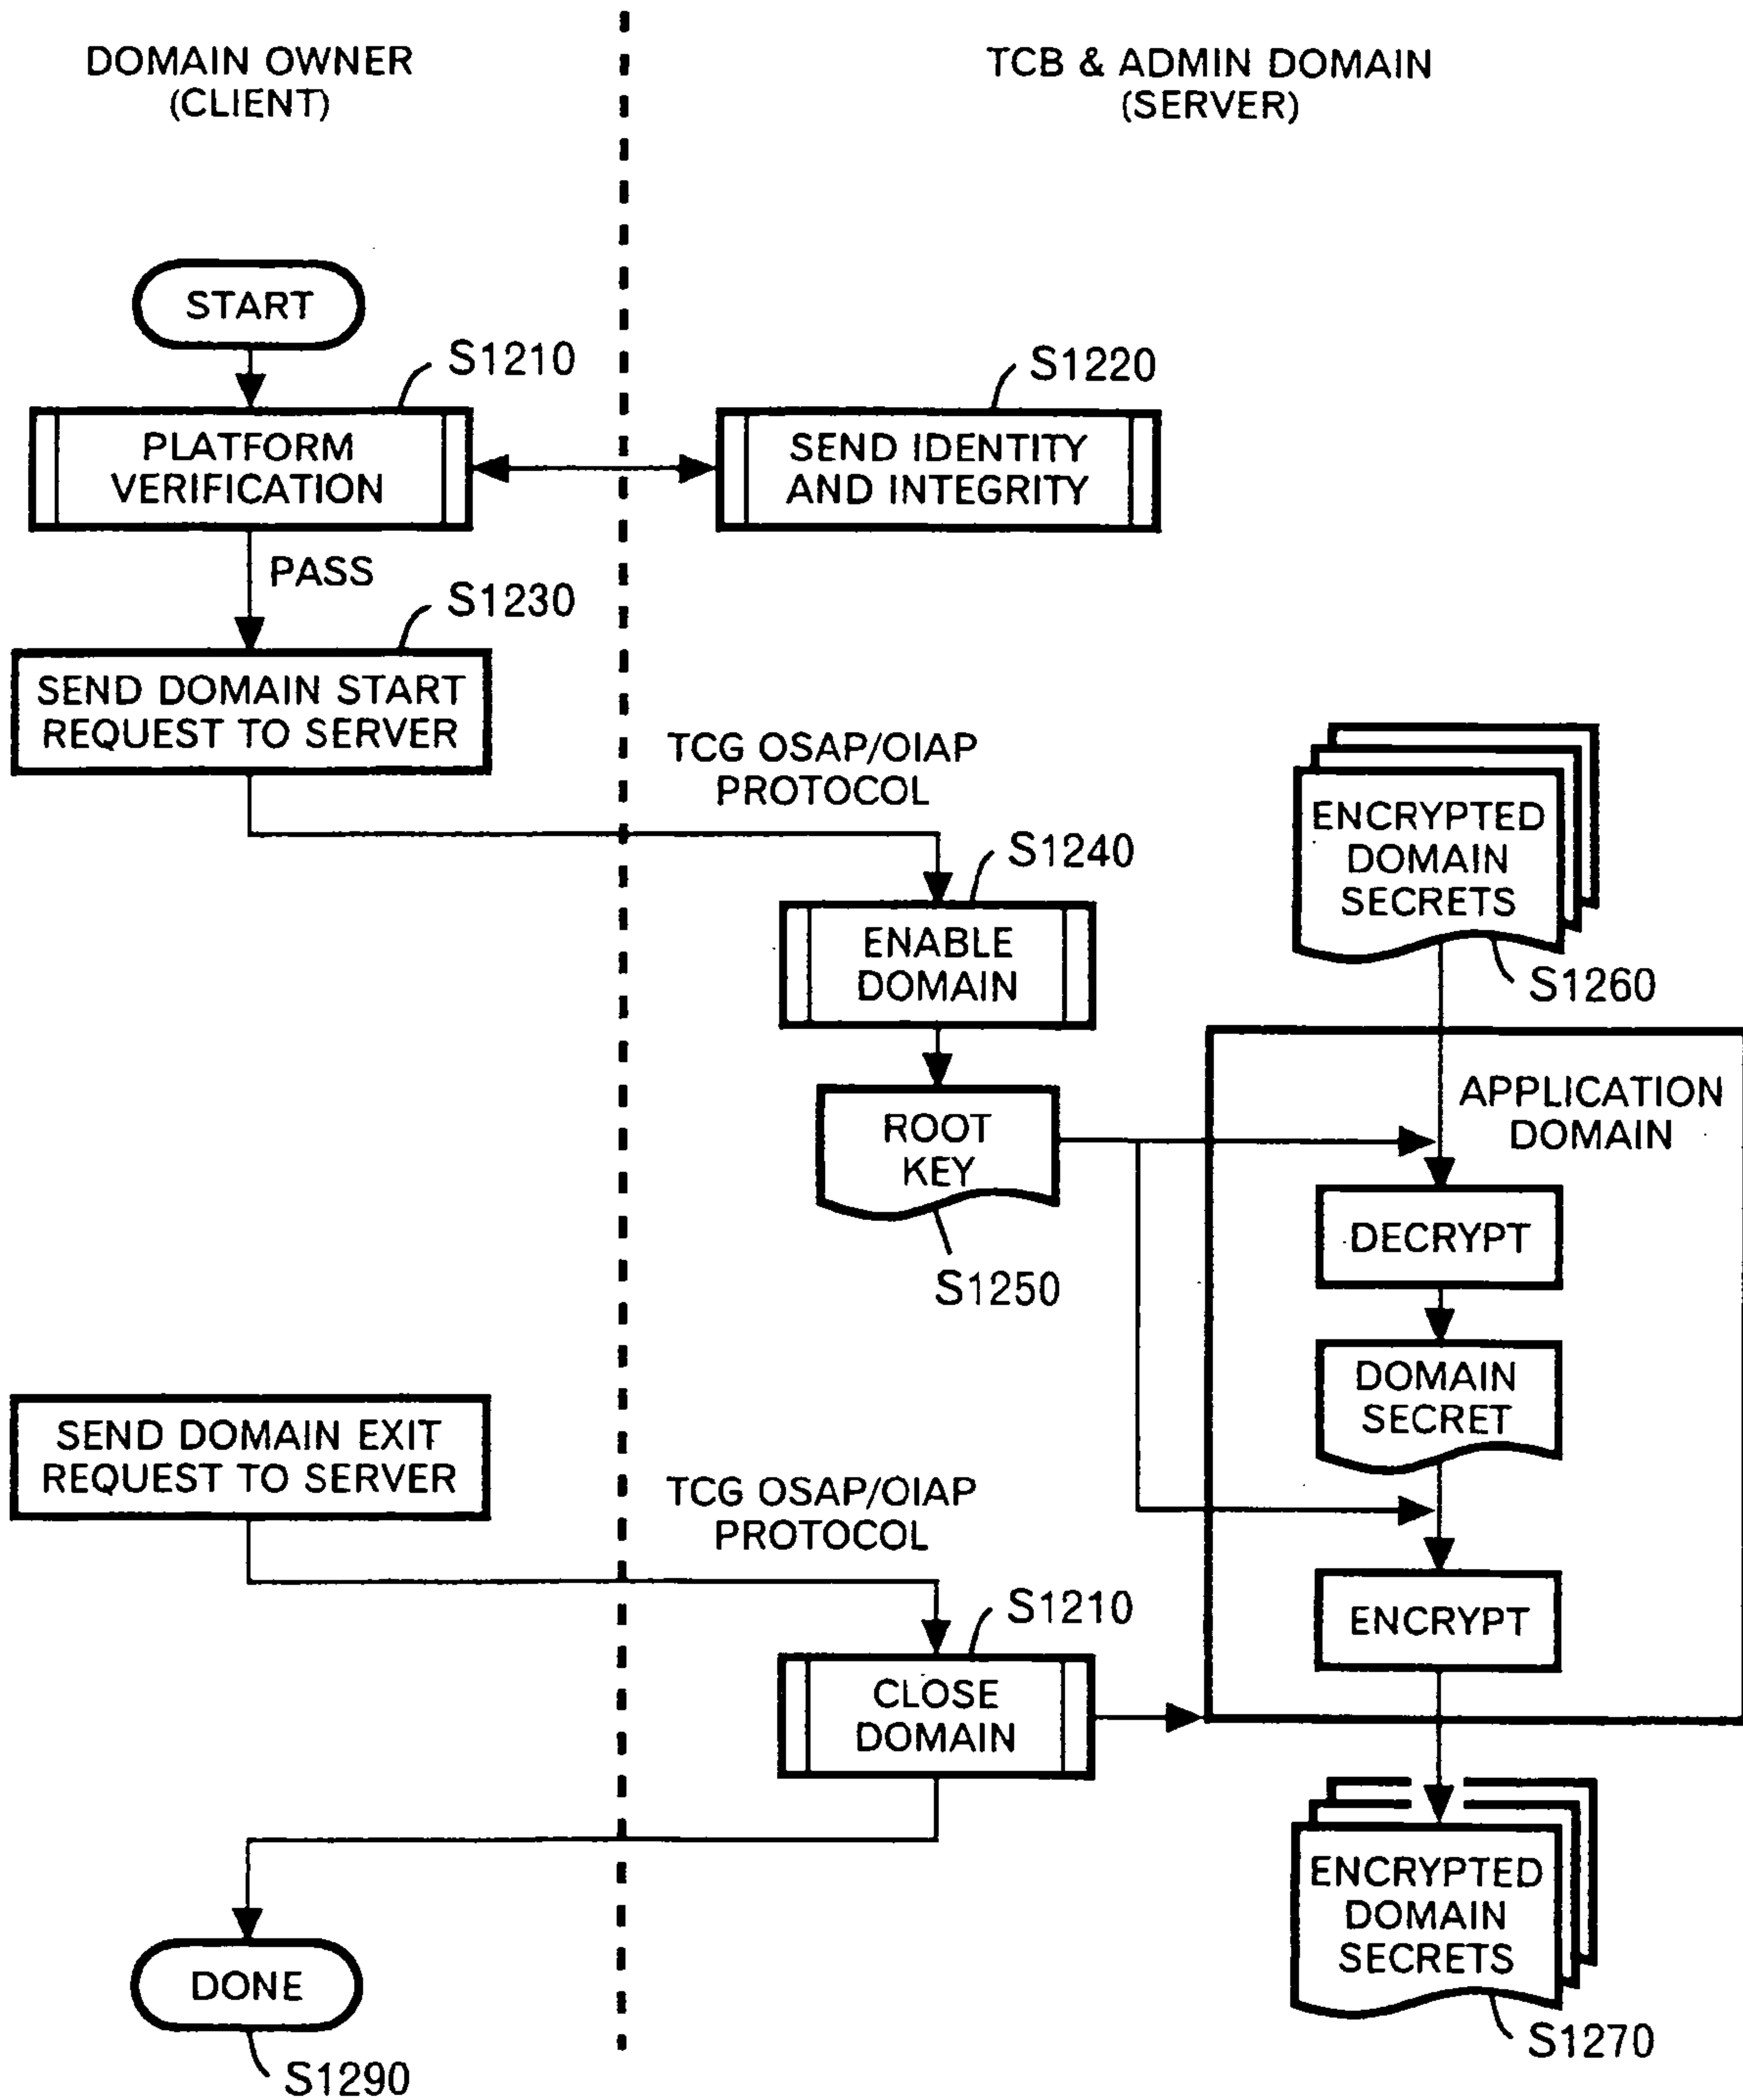 DOMAIN OWNER
(CLIENT)
TCB & ADMIN DOMAIN
(SERVER)
START
S1210
PLATFORM
VERIFICATION
S1220
SEND IDENTITY
AND INTEGRITY
PASS
S1230
SEND DOMAIN START
REQUEST TO SERVER
TCG OSAP/OIAP
PROTOCOL
S1240
ENABLE
DOMAIN
ENCRYPTED
DOMAIN
SECRETS
S1260
ROOT
KEY
S1250
APPLICATION
DOMAIN
DECRYPT
DOMAIN
SECRET
SEND DOMAIN EXIT
REQUEST TO SERVER
TCG OSAP/OIAP
PROTOCOL
S1210
CLOSE
DOMAIN
ENCRYPT
ENCRYPTED
DOMAIN
SECRETS
S1270
DONE
S1290